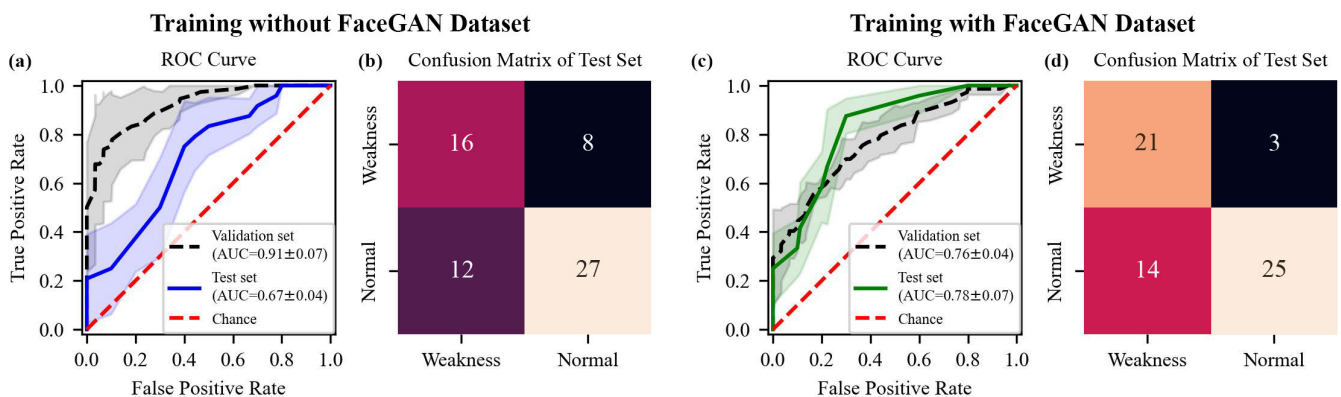 Training without FaceGAN Dataset
(a)
ROC Curve
True Positive Rate
1.0
0.8
0.6
0.4
0.2
0.0
Validation set
(AUC=0.91±0.07)
Test set
(AUC=0.67±0.04)
Chance
0.0 0.2 0.4 0.6 0.8 1.0
False Positive Rate
(b)
Confusion Matrix of Test Set
Weakness
Normal
16 8
12 27
Weakness Normal
Training with FaceGAN Dataset
(c)
ROC Curve
True Positive Rate
1.0
0.8
0.6
0.4
0.2
0.0
Validation set
(AUC=0.76±0.04)
Test set
(AUC=0.78±0.07)
Chance
0.0 0.2 0.4 0.6 0.8 1.0
False Positive Rate
(d)
Confusion Matrix of Test Set
Weakness
Normal
21 3
14 25
Weakness Normal